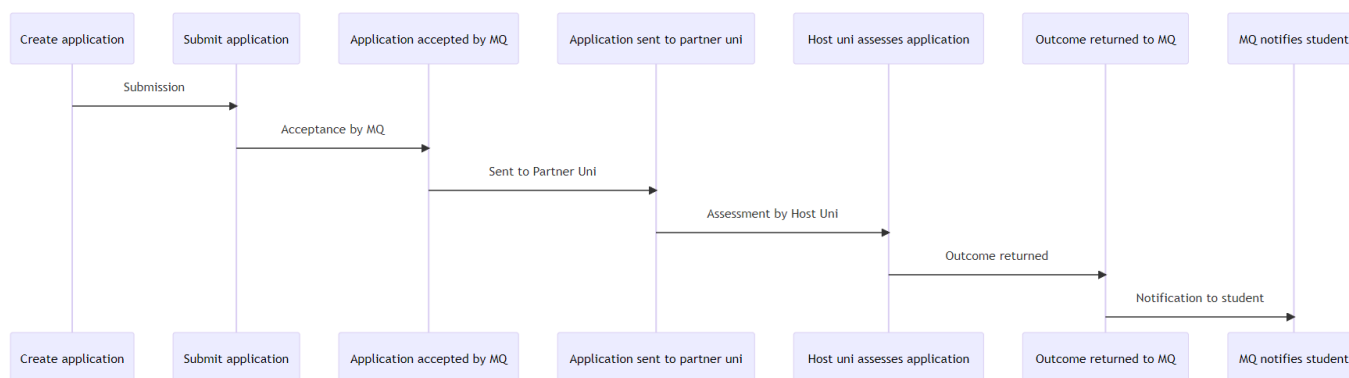 Create application
Submit application
Application accepted by MQ
Application sent to partner uni
Host uni assesses application
Outcome returned to MQ
MQ notifies student
Submission
Acceptance by MQ
Sent to Partner Uni
Assessment by Host Uni
Outcome returned
Notification to student
Create application
Submit application
Application accepted by MQ
Application sent to partner uni
Host uni assesses application
Outcome returned to MQ
MQ notifies student